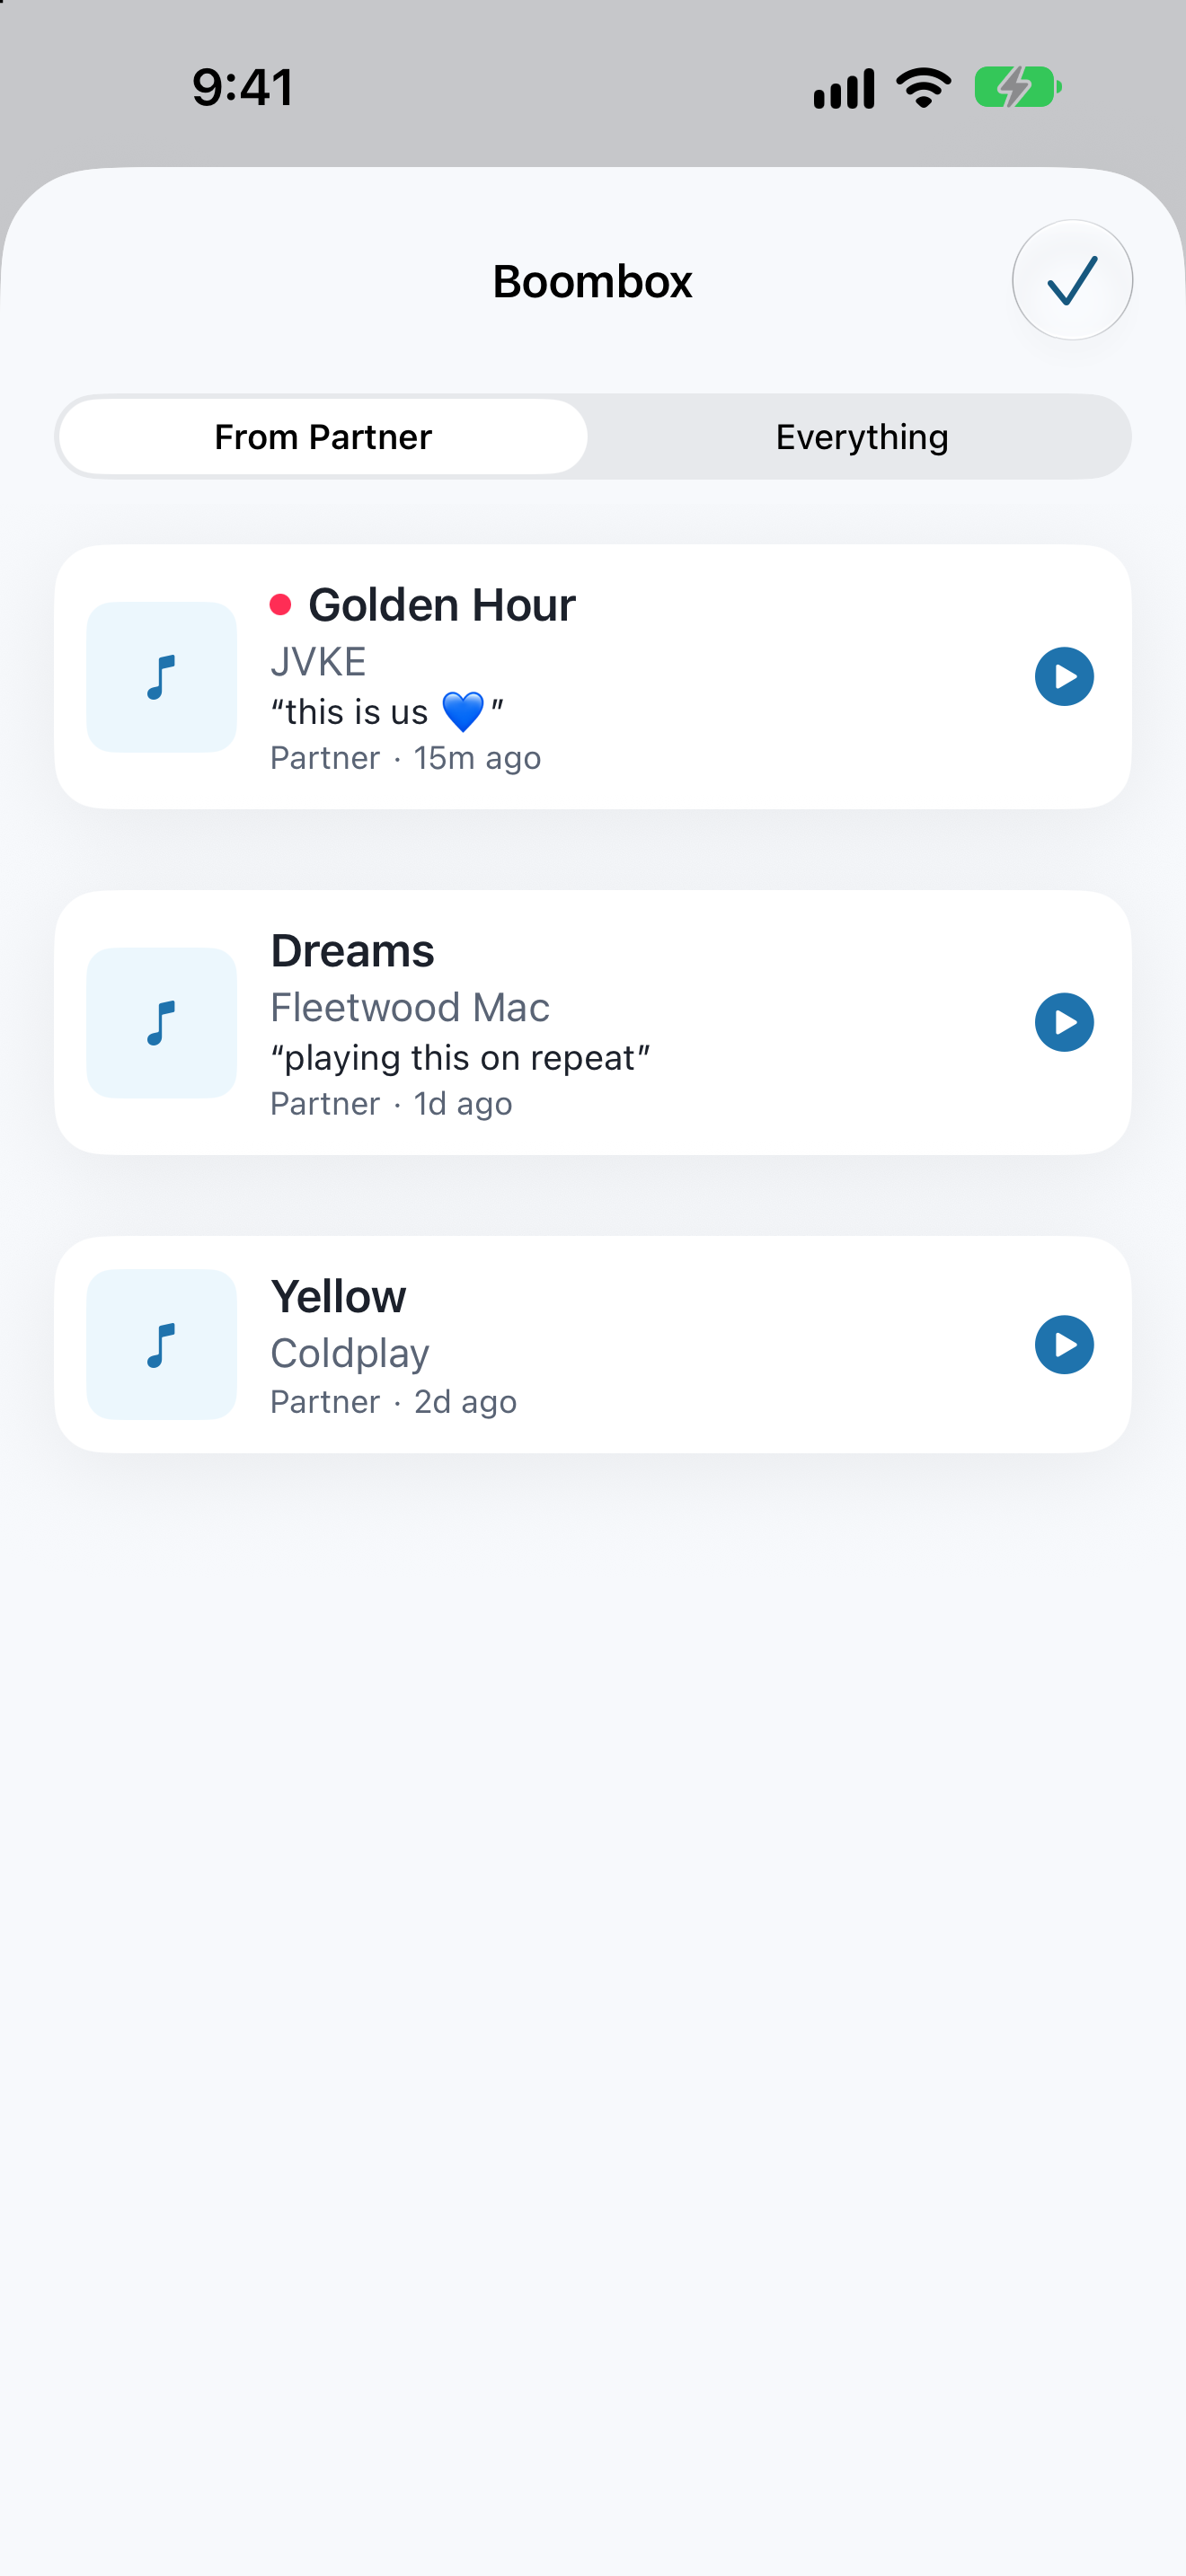 9:41
Boombox
From Partner
Everything
Golden Hour
JVKE
“this is us 💙”
Partner · 15m ago
Dreams
Fleetwood Mac
“playing this on repeat”
Partner · 1d ago
Yellow
Coldplay
Partner · 2d ago